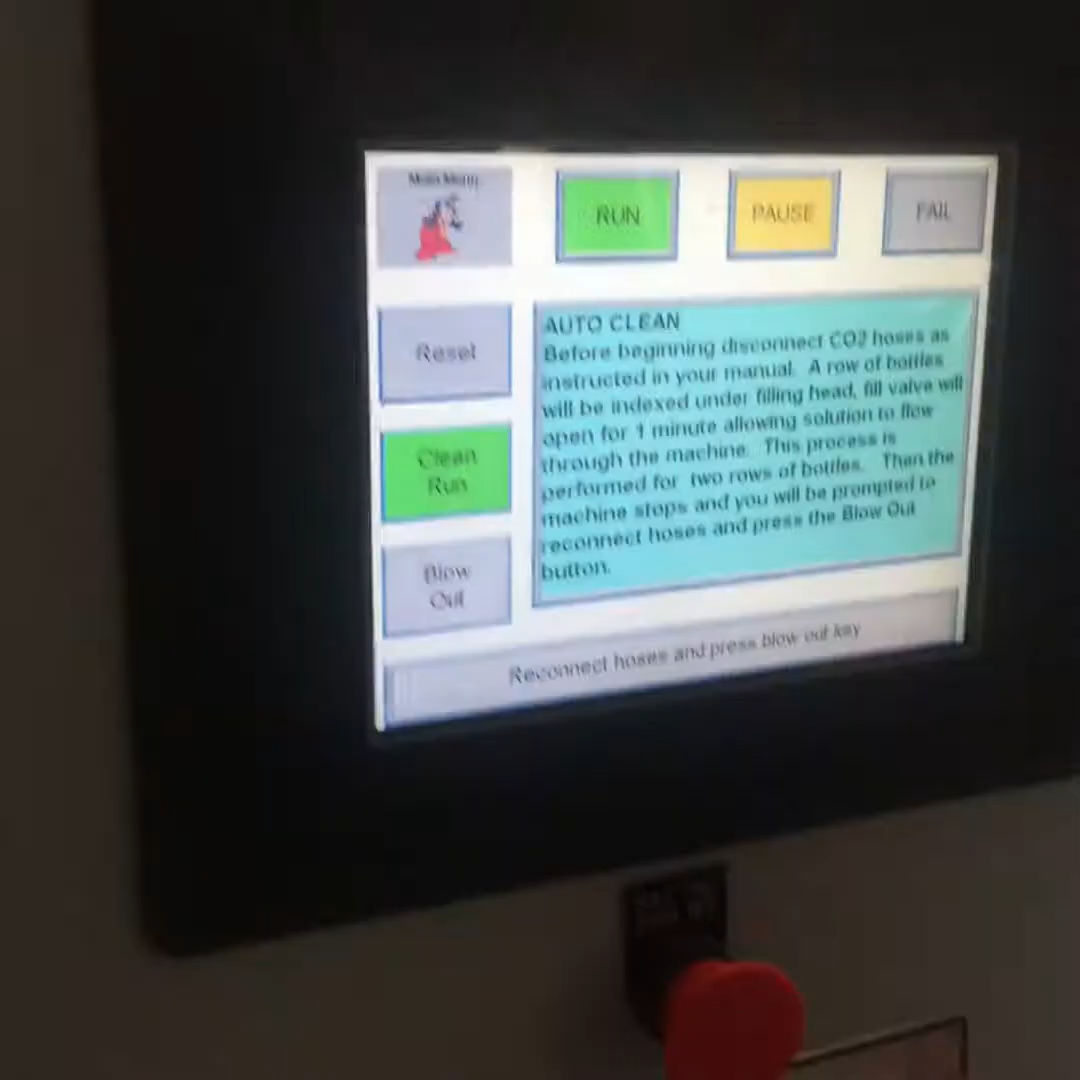 Main Menu
RUN
PAUSE
FAIL
Reset
Clean
Run
Blow
Out
AUTO CLEAN
Before beginning disconnect CO2 hoses as
instructed in your manual. A row of bottles
will be indexed under filling head, fill valve will
open for 1 minute allowing solution to flow
through the machine. This process is
performed for two rows of bottles. Then the
machine stops and you will be prompted to
reconnect hoses and press the Blow Out
button.
Reconnect hoses and press blow out key